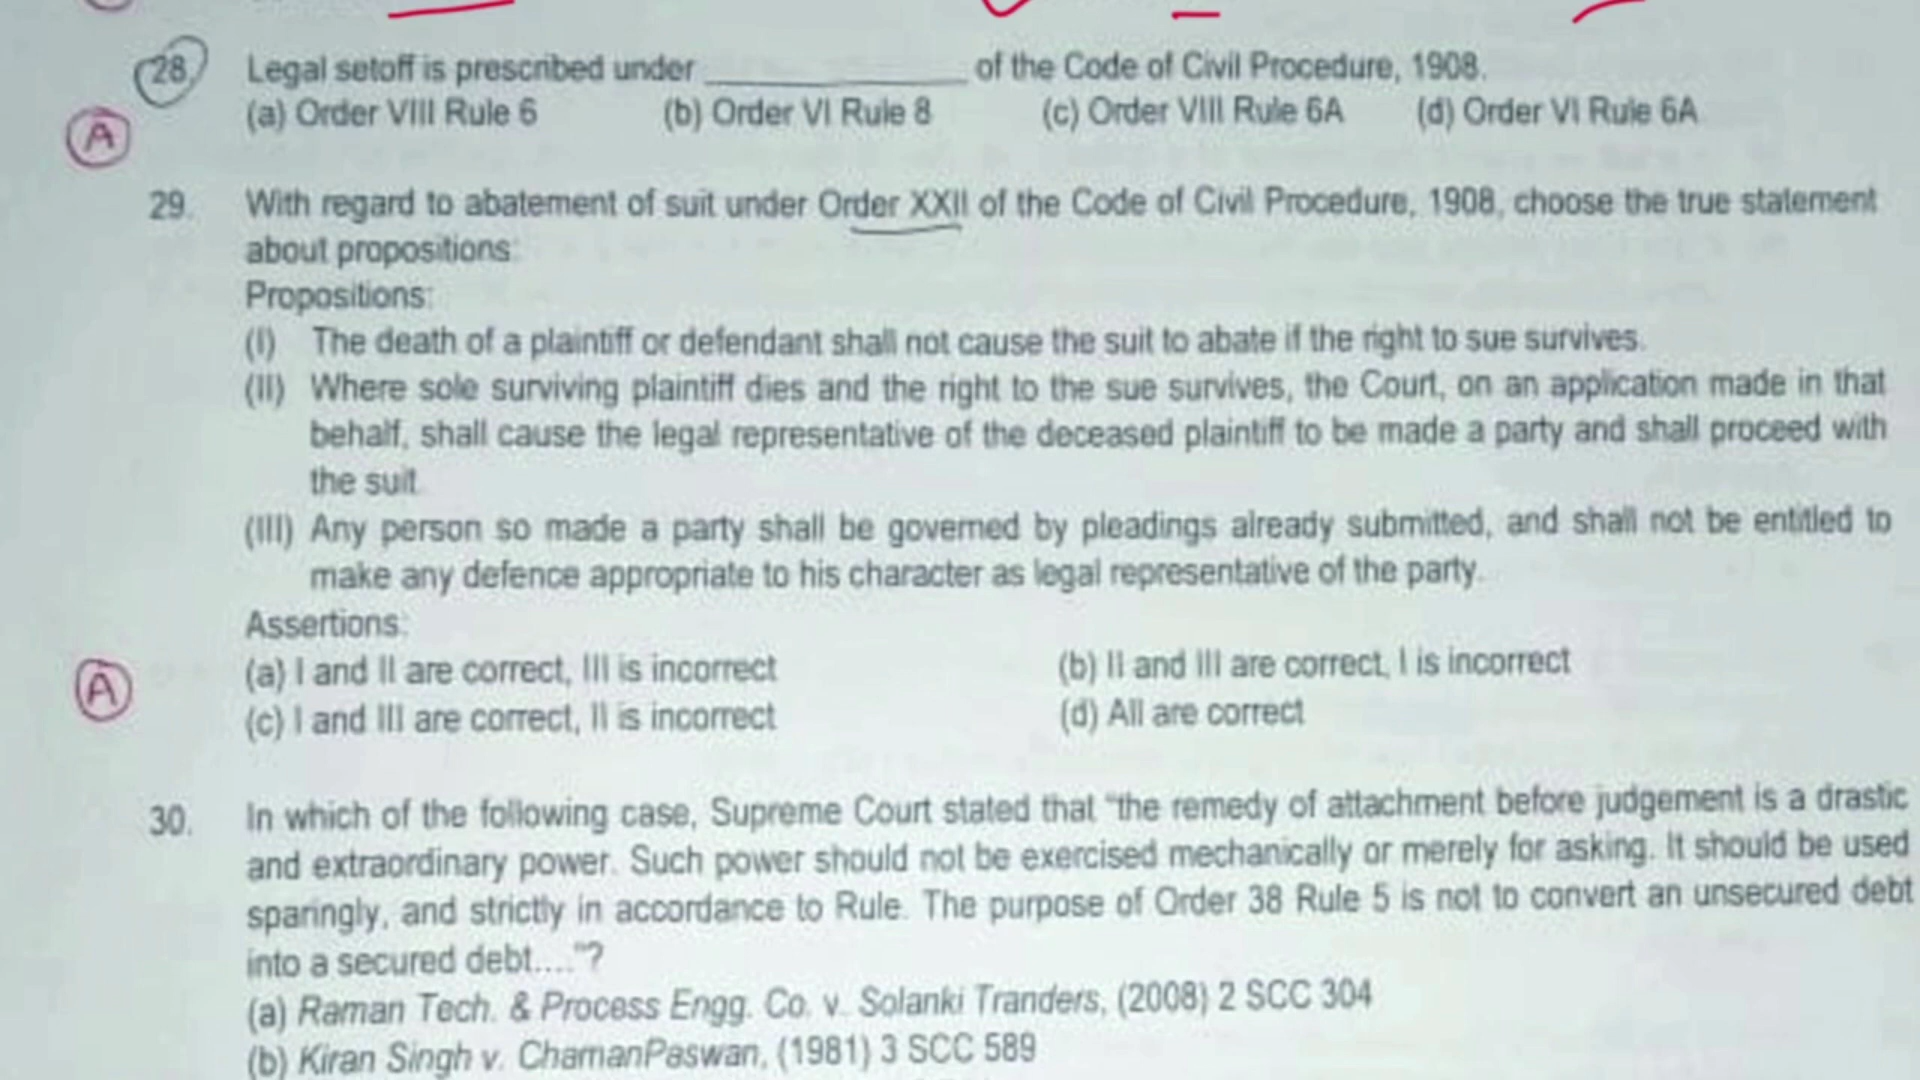 28. Legal setoff is prescribed under ____________ of the Code of Civil Procedure, 1908.
(a) Order VIII Rule 6 (b) Order VI Rule 8 (c) Order VIII Rule 6A (d) Order VI Rule 6A
A
29. With regard to abatement of suit under Order XXII of the Code of Civil Procedure, 1908, choose the true statement
about propositions:
Propositions:
(I) The death of a plaintiff or defendant shall not cause the suit to abate if the right to sue survives.
(II) Where sole surviving plaintiff dies and the right to the sue survives, the Court, on an application made in that
behalf, shall cause the legal representative of the deceased plaintiff to be made a party and shall proceed with
the suit.
(III) Any person so made a party shall be governed by pleadings already submitted, and shall not be entitled to
make any defence appropriate to his character as legal representative of the party.
Assertions:
(a) I and II are correct, III is incorrect (b) II and III are correct, I is incorrect
A
(c) I and III are correct, II is incorrect (d) All are correct
30. In which of the following case, Supreme Court stated that "the remedy of attachment before judgement is a drastic
and extraordinary power. Such power should not be exercised mechanically or merely for asking. It should be used
sparingly, and strictly in accordance to Rule. The purpose of Order 38 Rule 5 is not to convert an unsecured debt
into a secured debt...."?
(a) Raman Tech. & Process Engg. Co. v. Solanki Tranders, (2008) 2 SCC 304
(b) Kiran Singh v. ChamanPaswan, (1981) 3 SCC 589